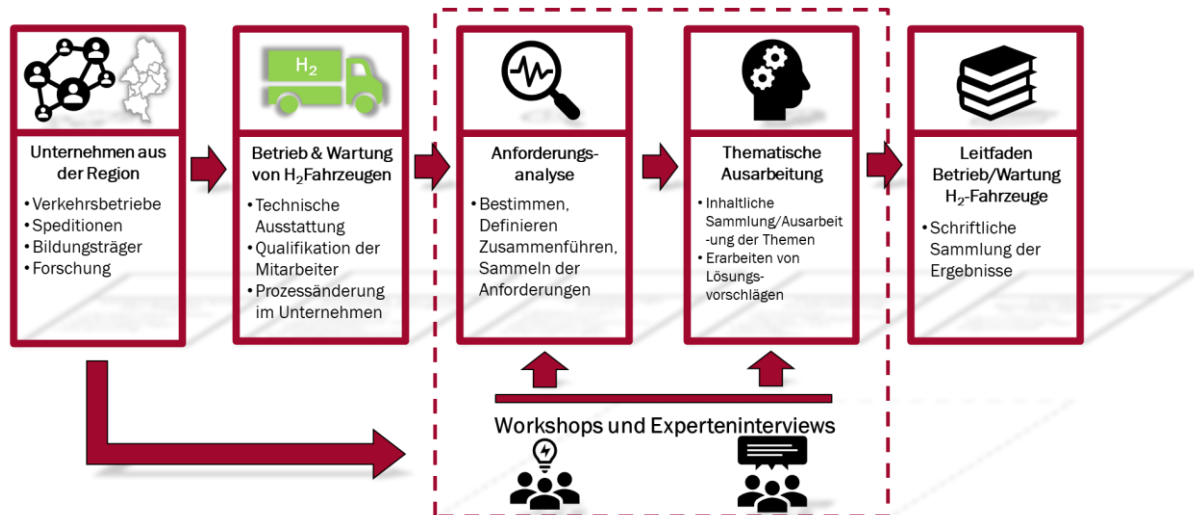 H₂
Unternehmen aus
der Region
• Verkehrsbetriebe
• Speditionen
• Bildungsträger
• Forschung
Betrieb & Wartung
von H₂Fahrzeugen
• Technische
Ausstattung
• Qualifikation der
Mitarbeiter
• Prozessänderung
im Unternehmen
Anforderungs-
analyse
• Bestimmen,
Definieren
Zusammenführen,
Sammeln der
Anforderungen
Thematische
Ausarbeitung
• Inhaltliche
Sammlung/Ausarbeit
-ung der Themen
• Erarbeiten von
Lösungs-
vorschlägen
Leitfaden
Betrieb/Wartung
H₂-Fahrzeuge
• Schriftliche
Sammlung der
Ergebnisse
Workshops und Experteninterviews